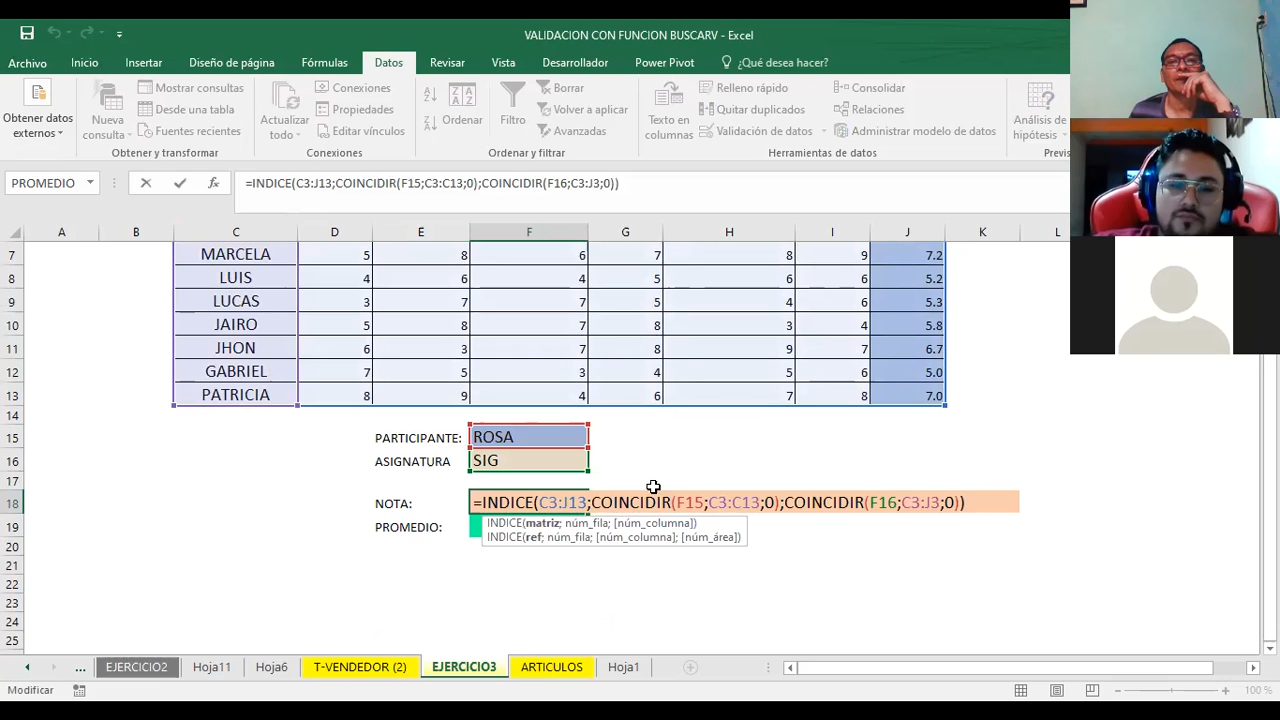 VALIDACION CON FUNCION BUSCARV - Excel
Archivo Inicio Insertar Diseño de página Fórmulas Datos Revisar Vista Desarrollador Power Pivot ¿Qué desea hacer?
Obtener datos externos
Nueva consulta
Mostrar consultas
Desde una tabla
Fuentes recientes
Obtener y transformar
Actualizar todo
Conexiones
Propiedades
Editar vínculos
Conexiones
Ordenar
Filtro
Borrar
Volver a aplicar
Avanzadas
Ordenar y filtrar
Texto en columnas
Relleno rápido
Quitar duplicados
Validación de datos
Consolidar
Relaciones
Administrar modelo de datos
Herramientas de datos
Análisis de hipótesis
Previs
PROMEDIO =INDICE(C3:J13;COINCIDIR(F15;C3:C13;0);COINCIDIR(F16;C3:J3;0))
A B C D E F G H I J K L
7 MARCELA 5 8 6 7 8 9 7.2
8 LUIS 4 6 4 5 6 6 5.2
9 LUCAS 3 7 7 5 4 6 5.3
10 JAIRO 5 8 7 8 3 4 5.8
11 JHON 6 3 7 8 9 7 6.7
12 GABRIEL 7 5 3 4 5 6 5.0
13 PATRICIA 8 9 4 6 7 8 7.0
14
15 PARTICIPANTE: ROSA
16 ASIGNATURA SIG
17
18 NOTA: =INDICE(C3:J13;COINCIDIR(F15;C3:C13;0);COINCIDIR(F16;C3:J3;0))
INDICE(matriz; núm_fila; [núm_columna])
19 PROMEDIO:
INDICE(ref; núm_fila; [núm_columna]; [núm_área])
20
21
22
23
24
25
... EJERCICIO2 Hoja11 Hoja6 T-VENDEDOR (2) EJERCICIO3 ARTICULOS Hoja1
Modificar 100 %